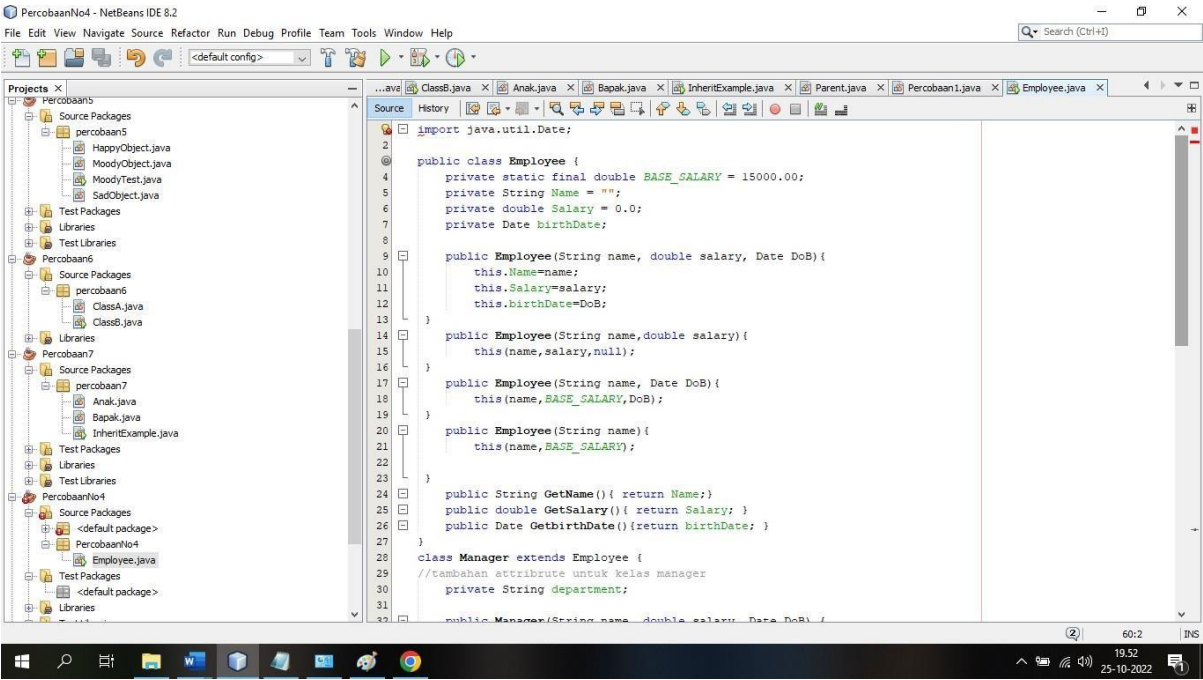 PercobaanNo4 - NetBeans IDE 8.2
File Edit View Navigate Source Refactor Run Debug Profile Team Tools Window Help
Search (Ctrl+I)
<default config>
Projects
Percobaan5
Source Packages
percobaan5
HappyObject.java
MoodyObject.java
MoodyTest.java
SadObject.java
Test Packages
Libraries
Test Libraries
Percobaan6
Source Packages
percobaan6
ClassA.java
ClassB.java
Libraries
Percobaan7
Source Packages
percobaan7
Anak.java
Bapak.java
InheritExample.java
Test Packages
Libraries
Test Libraries
PercobaanNo4
Source Packages
<default package>
PercobaanNo4
Employee.java
Test Packages
<default package>
Libraries
...ava ClassB.java Anak.java Bapak.java InheritExample.java Parent.java Percobaan1.java Employee.java
Source History
import java.util.Date;
2
public class Employee {
4 private static final double BASE_SALARY = 15000.00;
5 private String Name = "";
6 private double Salary = 0.0;
7 private Date birthDate;
8
9 public Employee(String name, double salary, Date DoB){
10 this.Name=name;
11 this.Salary=salary;
12 this.birthDate=DoB;
13 }
14 public Employee(String name,double salary){
15 this(name,salary,null);
16 }
17 public Employee(String name, Date DoB){
18 this(name,BASE_SALARY,DoB);
19 }
20 public Employee(String name){
21 this(name,BASE_SALARY);
22
23 }
24 public String GetName(){ return Name;}
25 public double GetSalary(){ return Salary; }
26 public Date GetbirthDate(){return birthDate; }
27 }
28 class Manager extends Employee {
29 //tambahan attribrute untuk kelas manager
30 private String department;
31
32 public Manager(String name, double salary, Date DoB) {
2 60:2 INS
19.52
25-10-2022